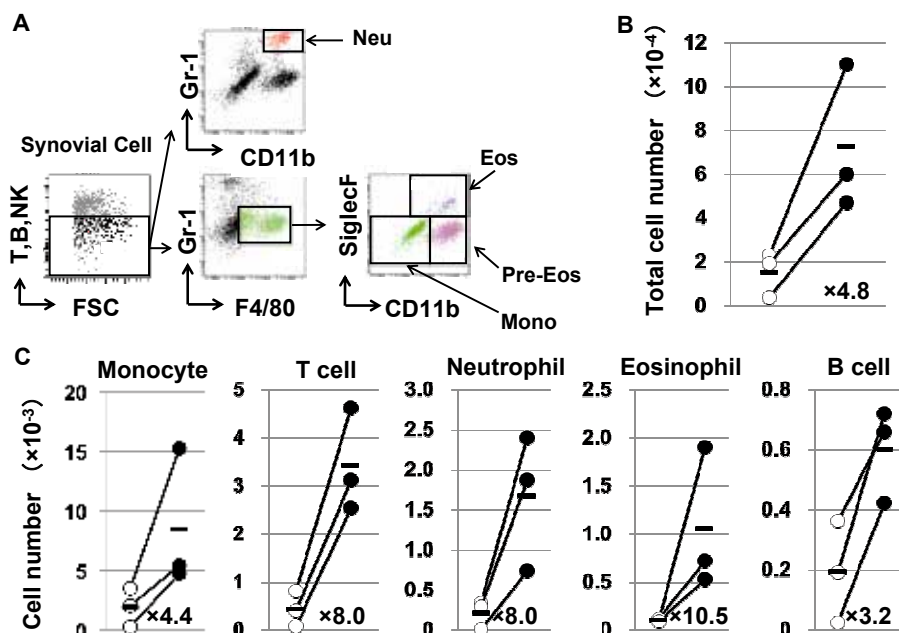 A
Neu
Gr-1
CD11b
Synovial Cell
T,B,NK
FSC
Gr-1
F4/80
SiglecF
CD11b
Eos
Pre-Eos
Mono
B
Total cell number (×10-4)
12
10
8
6
4
2
0
×4.8
C
Cell number (×10-3)
Monocyte
20
15
10
5
0
×4.4
T cell
5
4
3
2
1
0
×8.0
Neutrophil
3.0
2.5
2.0
1.5
1.0
0.5
0.0
×8.0
Eosinophil
2.5
2.0
1.5
1.0
0.5
0.0
×10.5
B cell
0.8
0.6
0.4
0.2
0
×3.2